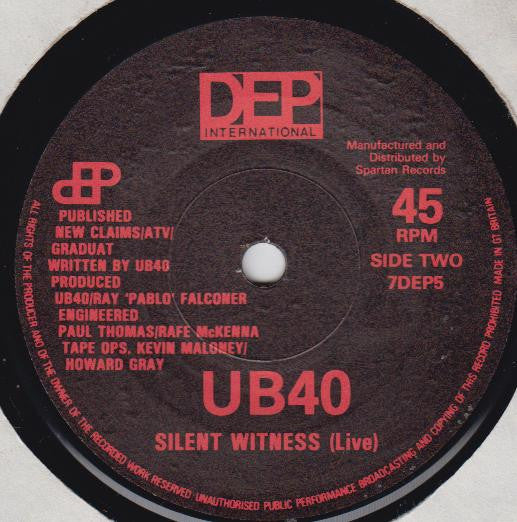 DEP
INTERNATIONAL
Manufactured and
Distributed by
Spartan Records
dEP
PUBLISHED
NEW CLAIMS/ATV/
GRADUAT
WRITTEN BY UB40
PRODUCED
UB40/RAY 'PABLO' FALCONER
ENGINEERED
PAUL THOMAS/RAFE McKENNA
TAPE OPS. KEVIN MALONEY/
HOWARD GRAY
45
RPM
SIDE TWO
7DEP5
UB40
SILENT WITNESS (Live)
ALL RIGHTS OF THE PRODUCER AND OF THE OWNER OF THE RECORDED WORK RESERVED UNAUTHORISED PUBLIC PERFORMANCE BROADCASTING AND COPYING OF THIS RECORD PROHIBITED MADE IN GT BRITAIN